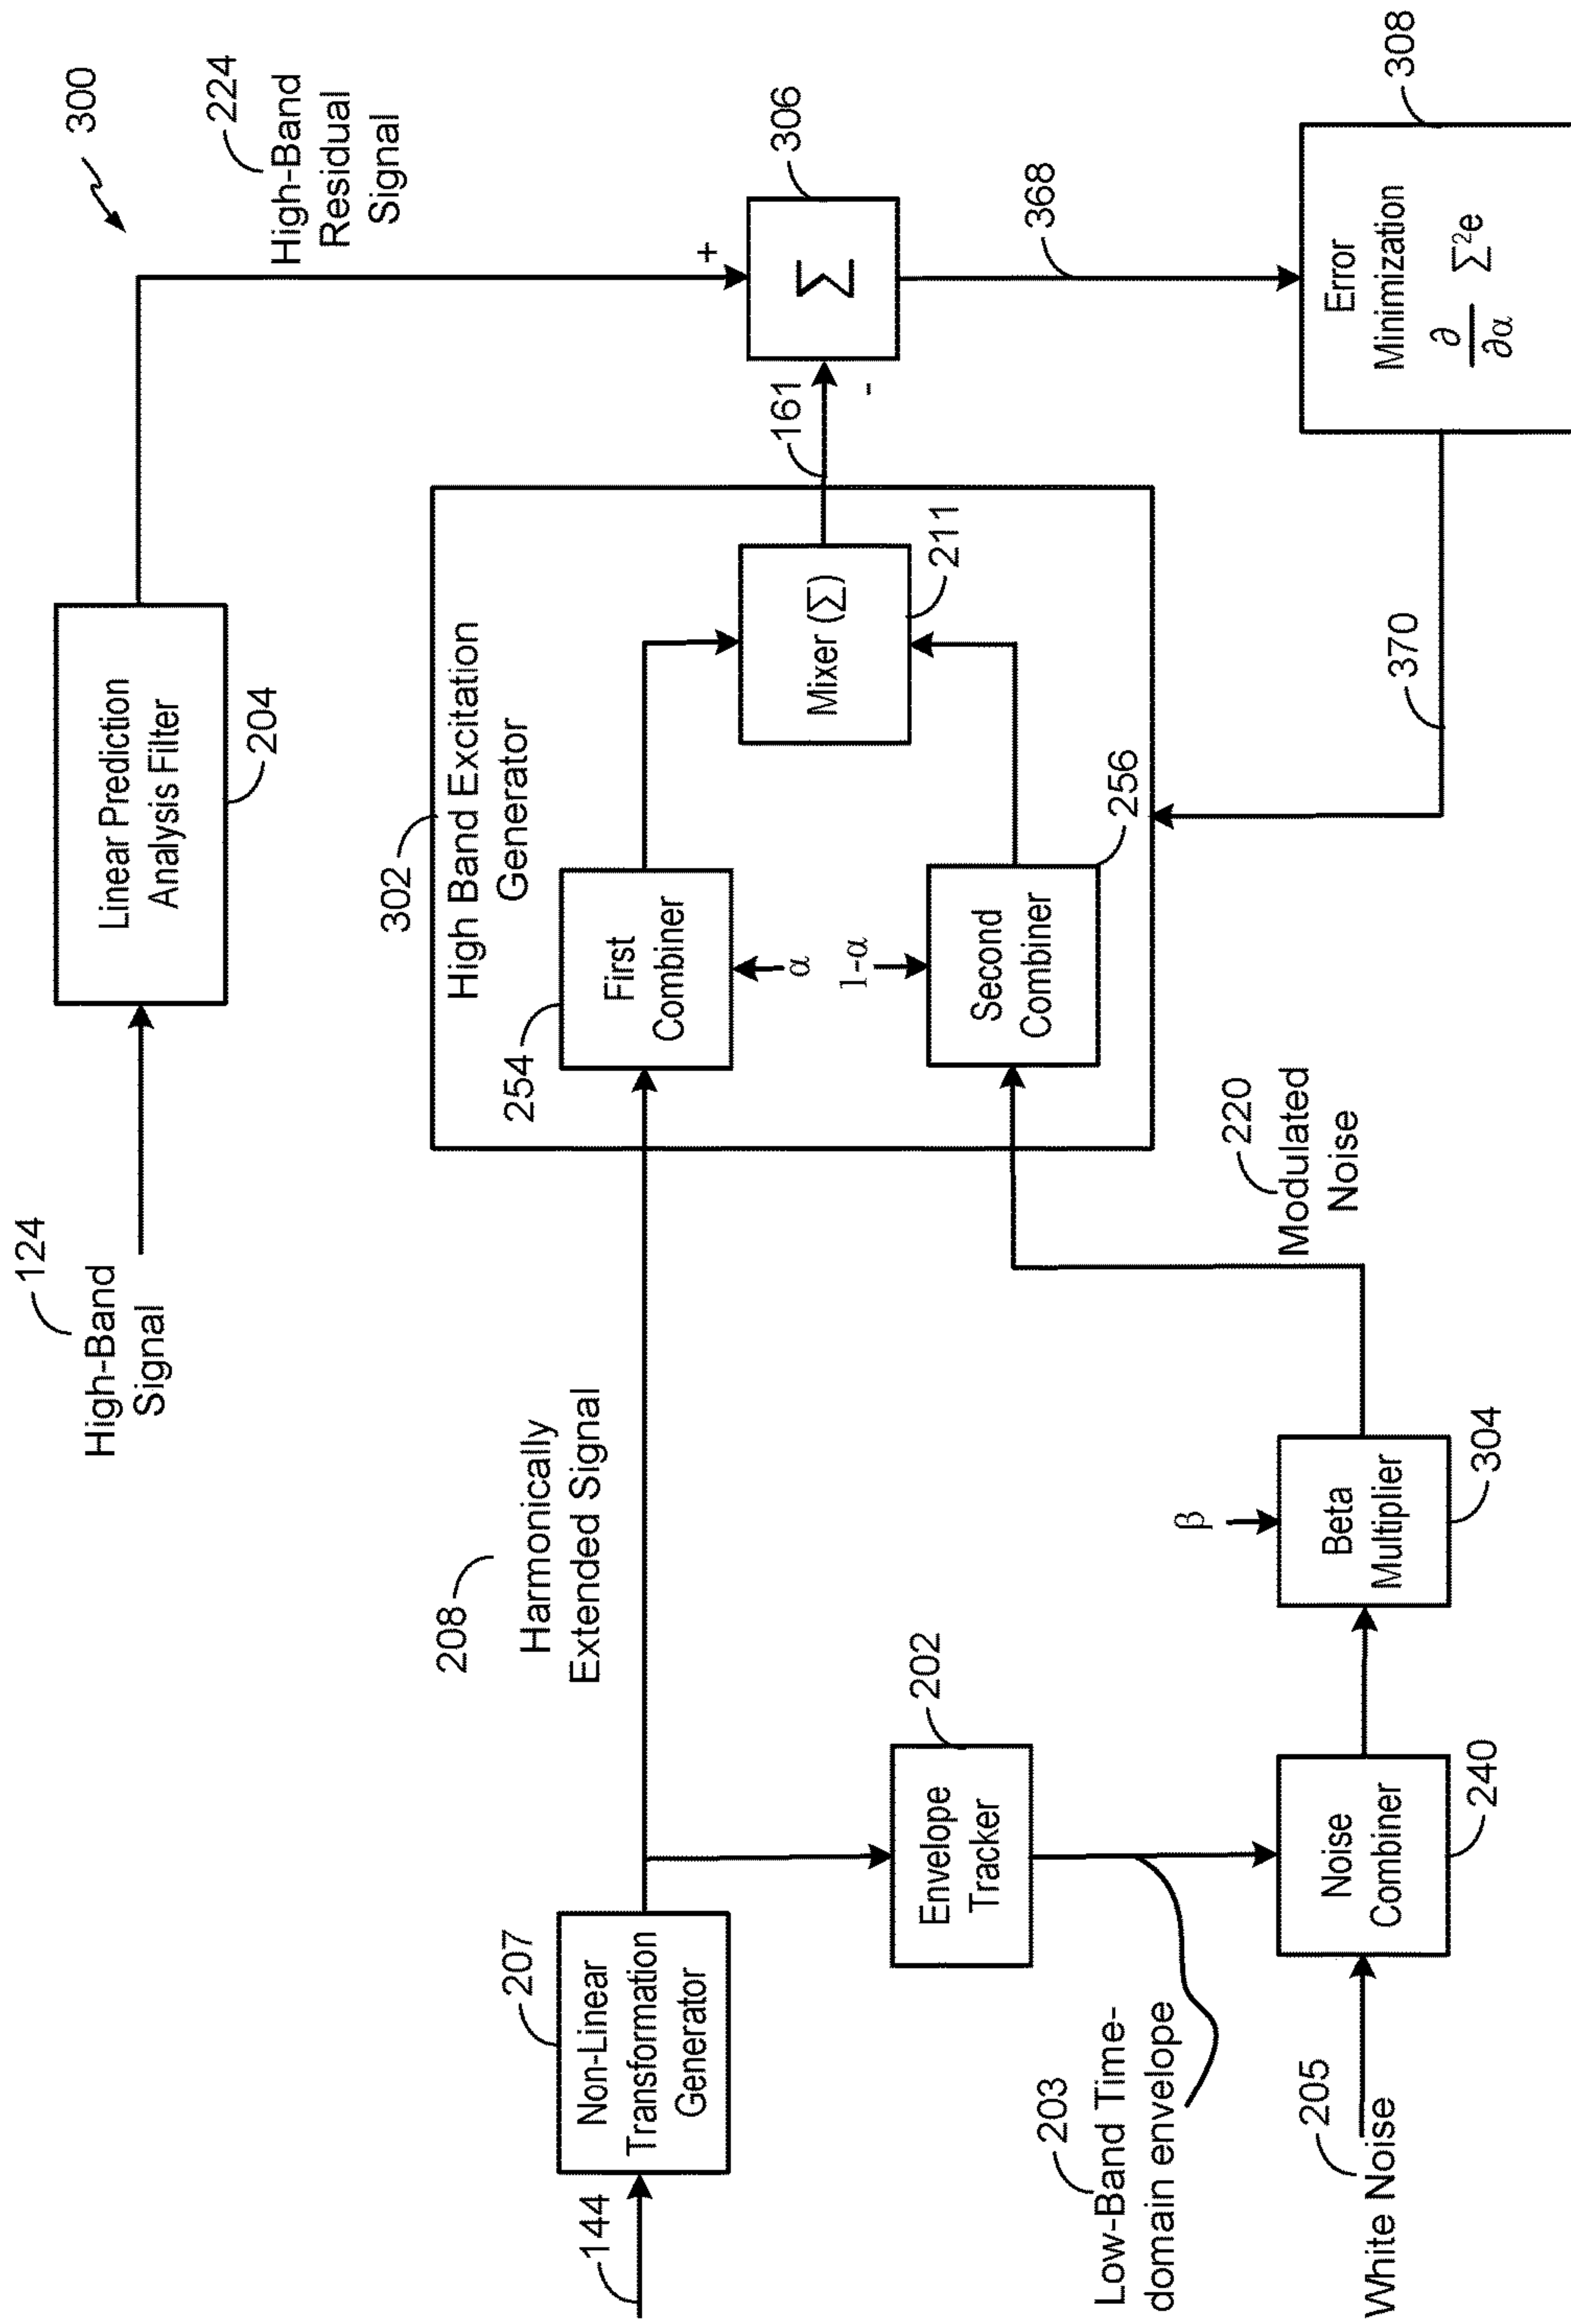 300
124
High-Band
Signal
Linear Prediction
Analysis Filter
204
224
High-Band
Residual
Signal
302
High Band Excitation
Generator
144
207
Non-Linear
Transformation
Generator
208
Harmonically
Extended Signal
254
First
Combiner
α
1-α
Second
Combiner
256
Mixer (Σ)
211
161
+
-
Σ
306
368
Error
Minimization
∂
∂α
Σ²e
308
370
Envelope
Tracker
202
203
Low-Band Time-
domain envelope
205
White Noise
Noise
Combiner
240
β
Beta
Multiplier
304
220
Modulated
Noise